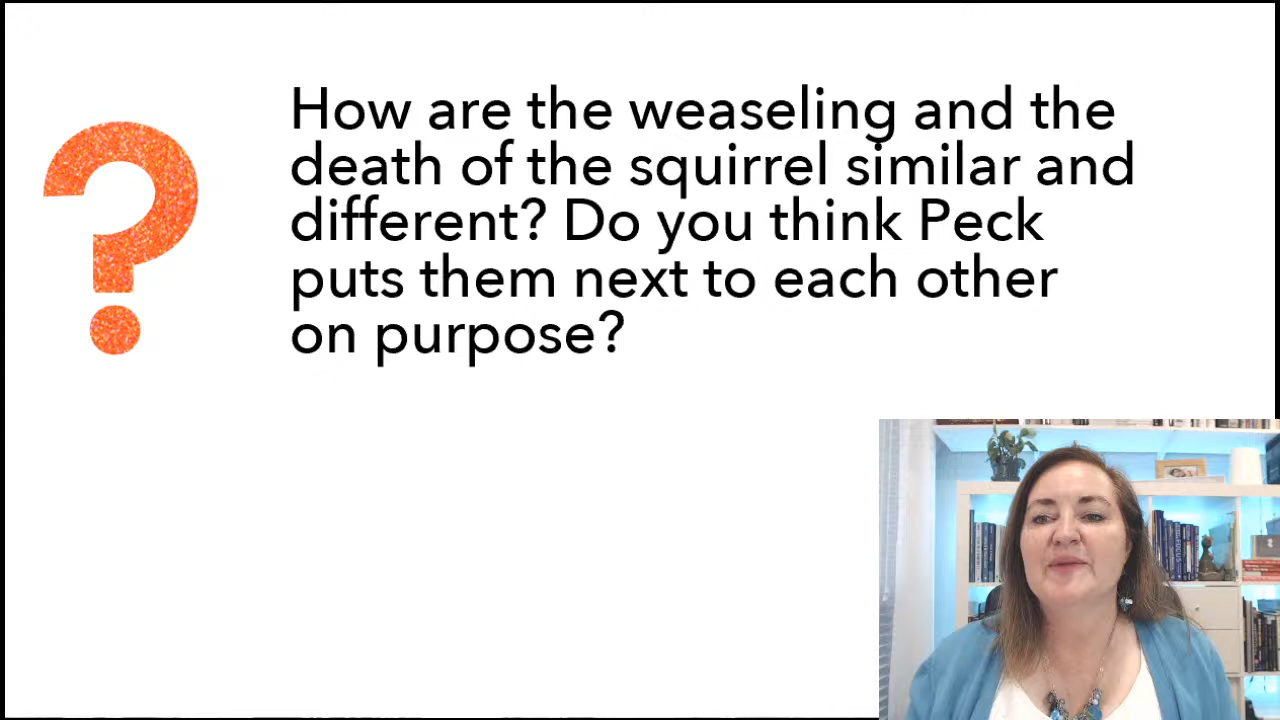 How are the weaseling and the
death of the squirrel similar and
different? Do you think Peck
puts them next to each other
on purpose?